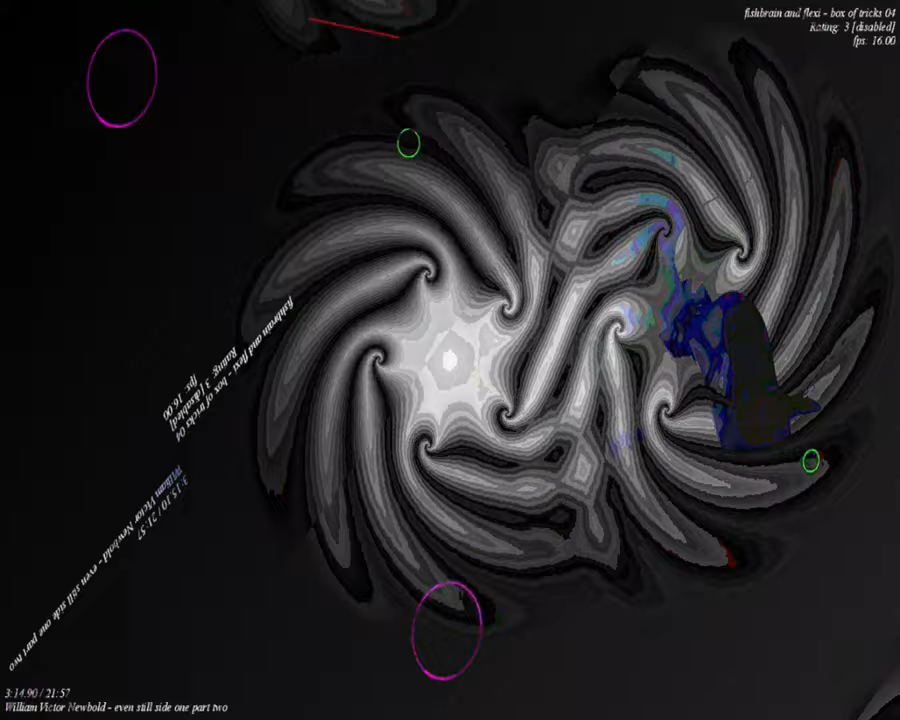 fishbrain and flexi - box of tricks 04
Rating: 3 [disabled]
fps: 16.00
fishbrain and flexi - box of tricks 04
Rating: 3 [disabled]
fps: 16.00
3:15.10 / 21:57
William Victor Newbold - even still side one part two
3:14.90 / 21:57
William Victor Newbold - even still side one part two